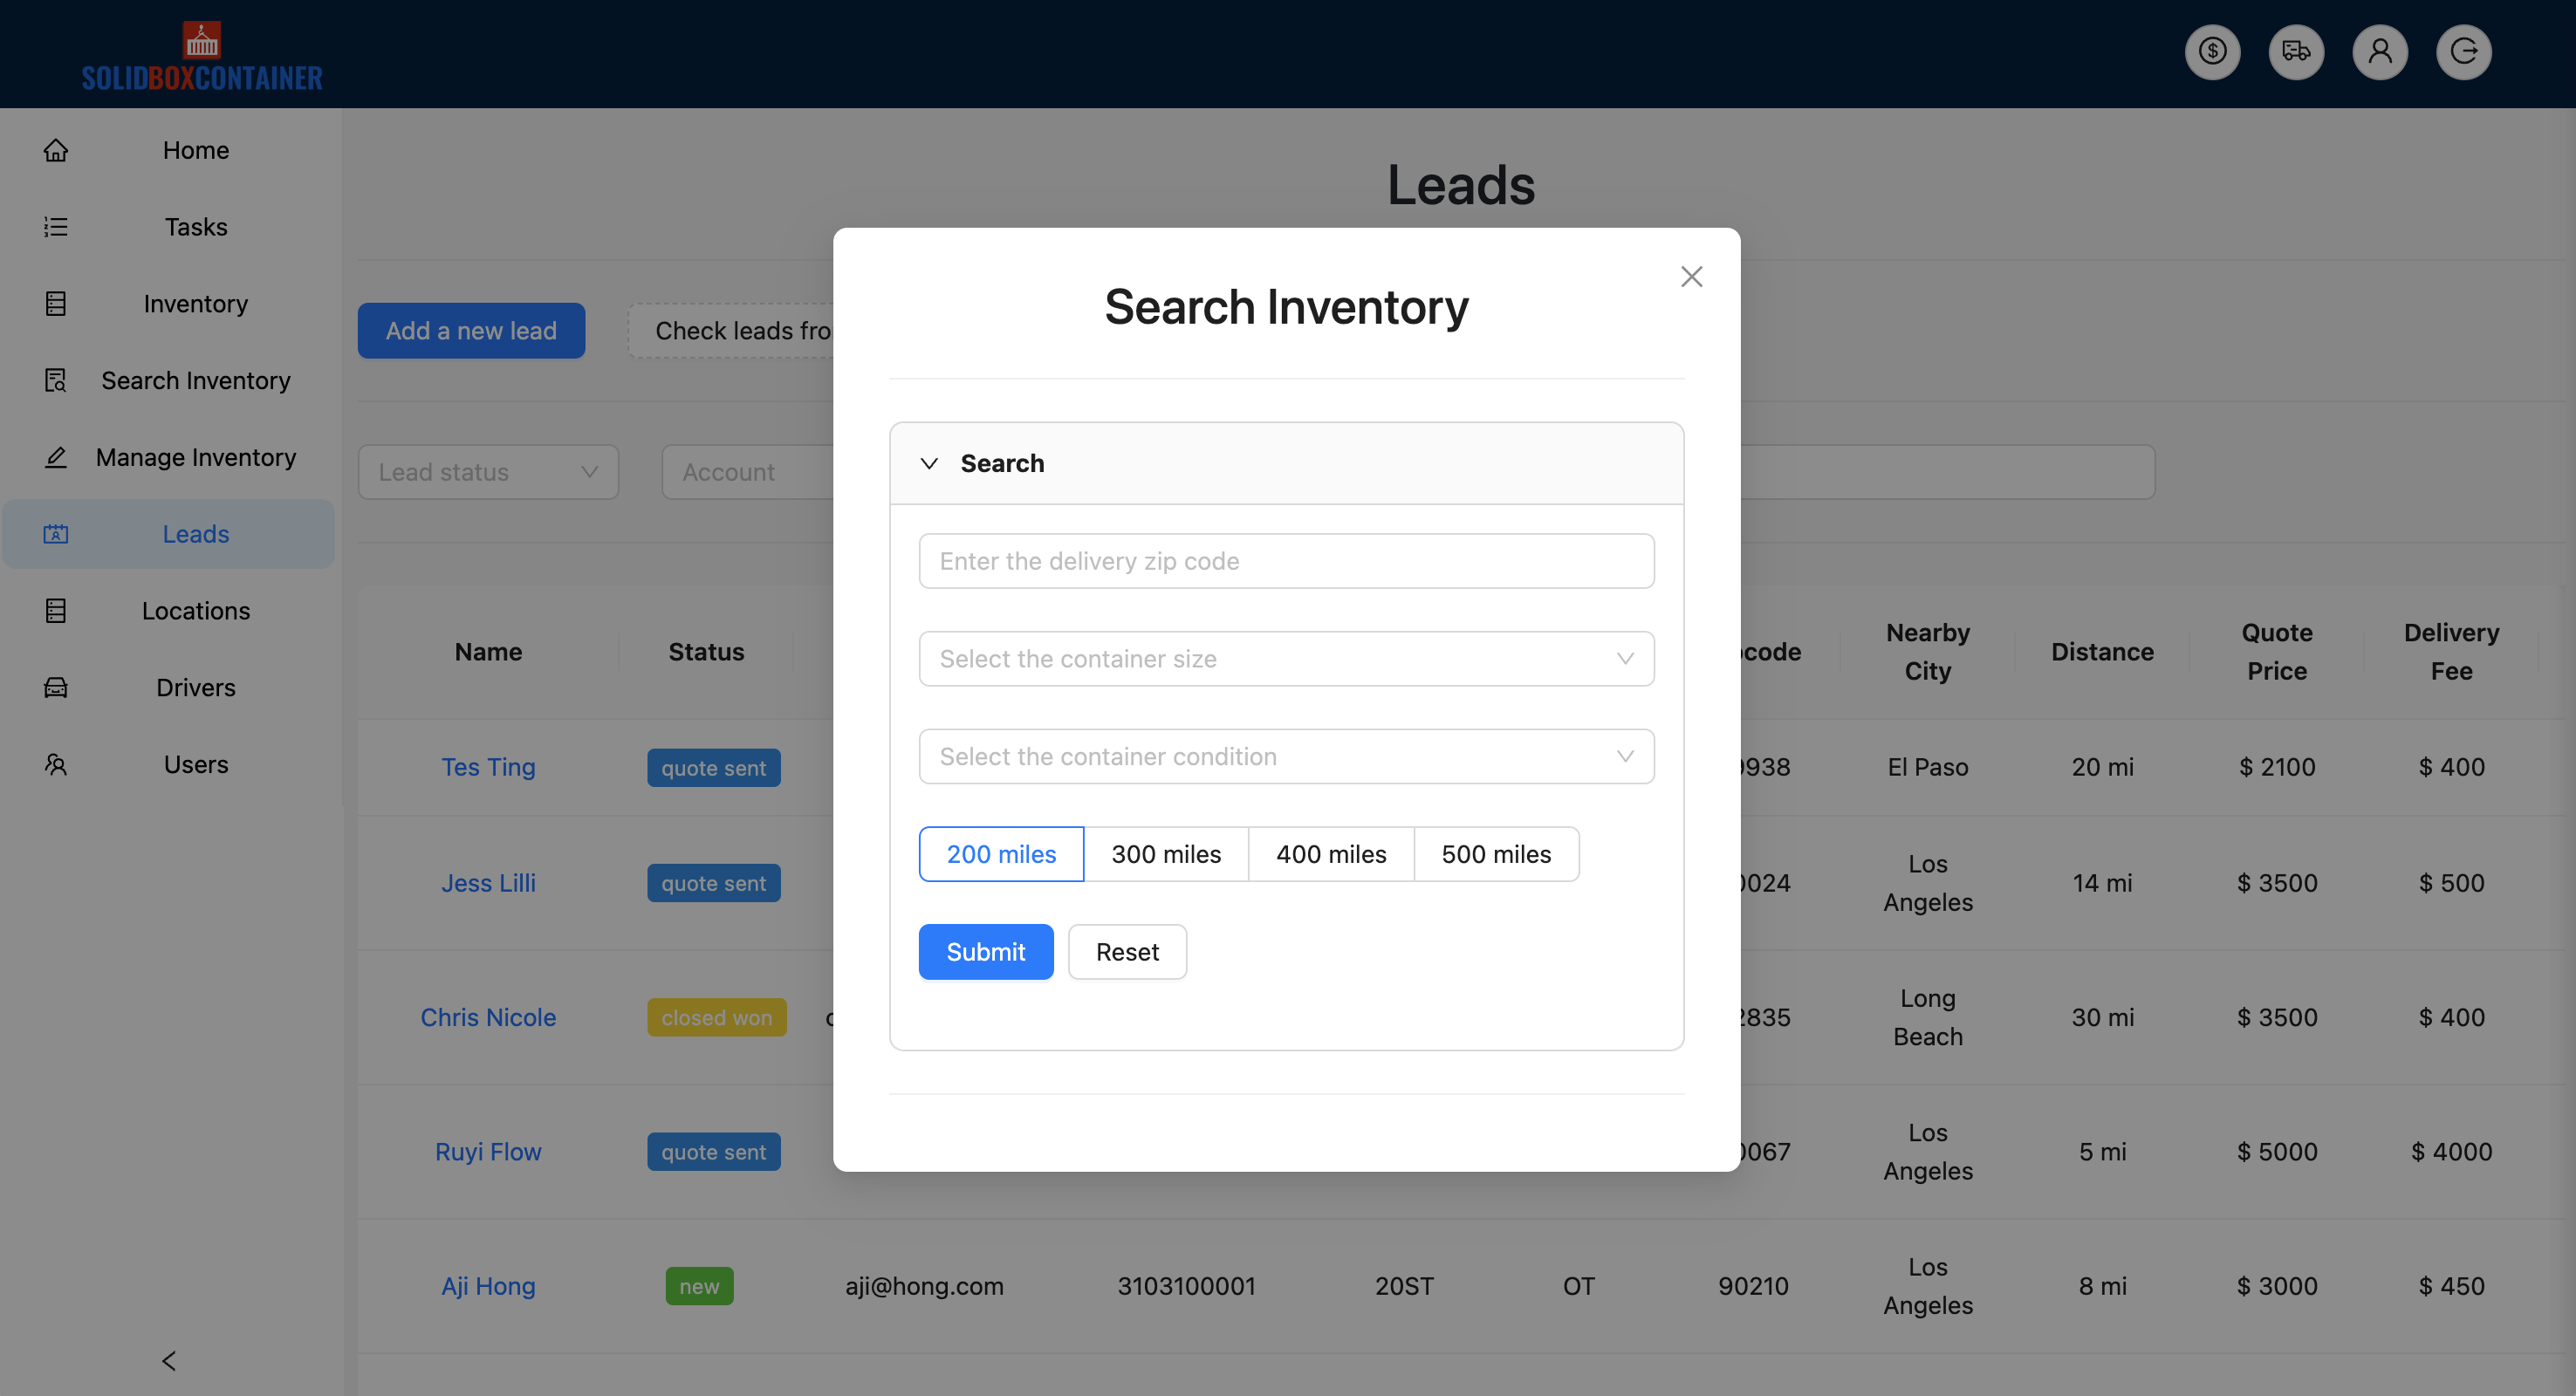 SOLIDBOXCONTAINER
Home
Tasks
Inventory
Search Inventory
Manage Inventory
Leads
Locations
Drivers
Users
Leads
Add a new lead
Check leads fro
Lead status
Account
Name Status code Nearby City Distance Quote Price Delivery Fee
Tes Ting quote sent 938 El Paso 20 mi $ 2100 $ 400
Jess Lilli quote sent 0024 Los Angeles 14 mi $ 3500 $ 500
Chris Nicole closed won 2835 Long Beach 30 mi $ 3500 $ 400
Ruyi Flow quote sent 0067 Los Angeles 5 mi $ 5000 $ 4000
Aji Hong new aji@hong.com 3103100001 20ST OT 90210 Los Angeles 8 mi $ 3000 $ 450
Search Inventory
Search
Enter the delivery zip code
Select the container size
Select the container condition
200 miles 300 miles 400 miles 500 miles
Submit Reset